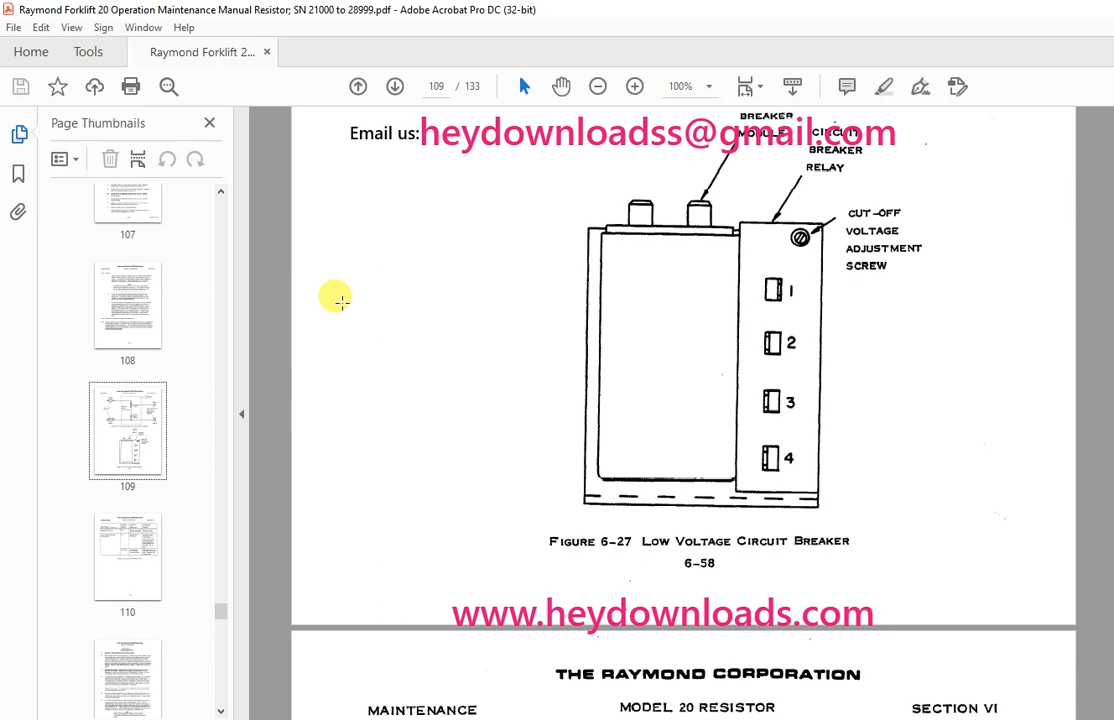 Raymond Forklift 20 Operation Maintenance Manual Resistor; SN 21000 to 28999.pdf - Adobe Acrobat Pro DC (32-bit)
File Edit View Sign Window Help
Home Tools Raymond Forklift 2... ×
109 / 133 100%
Page Thumbnails
107
108
109
110
Email us: heydownloadss@gmail.com
BREAKER
MODULE
CIRCUIT
BREAKER
RELAY
CUT-OFF
VOLTAGE
ADJUSTMENT
SCREW
1
2
3
4
FIGURE 6-27 LOW VOLTAGE CIRCUIT BREAKER
6-58
www.heydownloads.com
THE RAYMOND CORPORATION
MAINTENANCE MODEL 20 RESISTOR SECTION VI